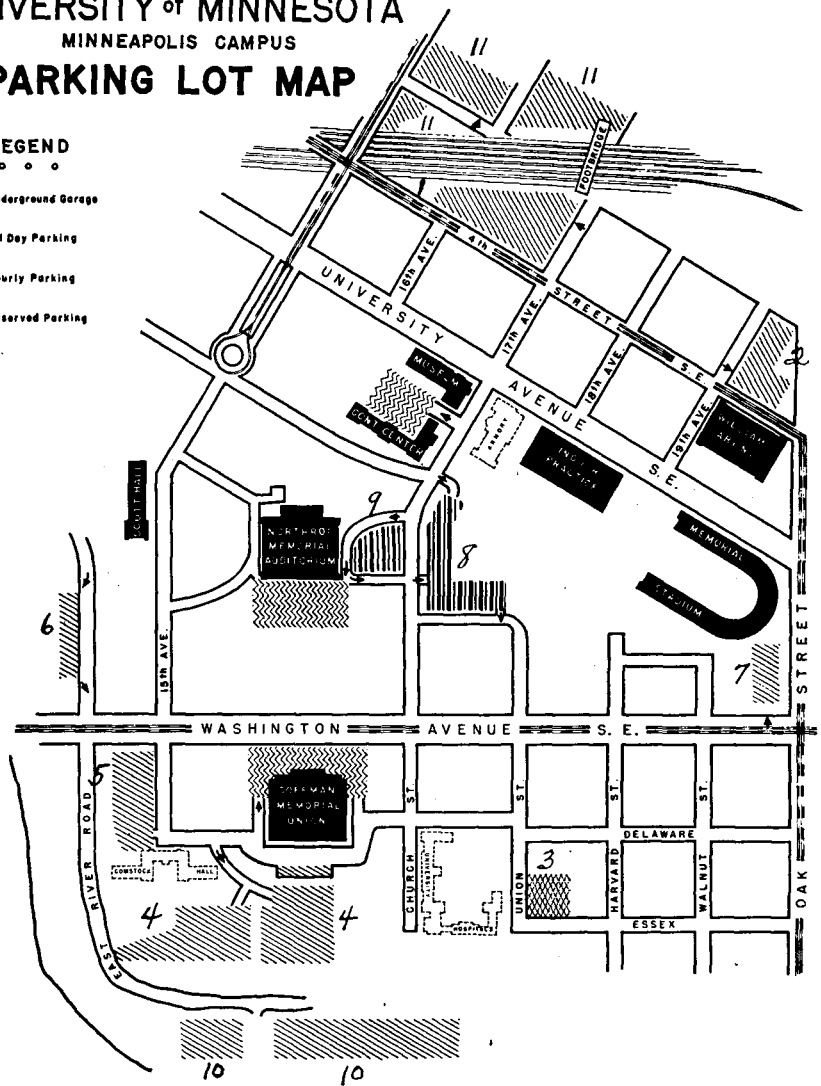 IVERSITY of MINNESOTA
MINNEAPOLIS CAMPUS
PARKING LOT MAP
EGEND
derground Garage
l Day Parking
urly Parking
served Parking
11
11
11
FOOTBRIDGE
4th STREET S.E.
16th AVE.
17th AVE.
18th AVE.
19th AVE.
UNIVERSITY AVENUE S.E.
2
MUSEUM
CONT CENTER
ARMORY
PRACTICE
MEMORIAL
STADIUM
SCOTT HALL
NORTHROP
MEMORIAL
AUDITORIUM
9
8
6
7
15th AVE.
WASHINGTON AVENUE S.E.
OAK STREET
5
COFFMAN
MEMORIAL
UNION
COMSTOCK HALL
CHURCH ST.
UNION ST.
HARVARD ST.
WALNUT ST.
DELAWARE
UNIVERSITY
HOSPITALS
3
ESSEX
EAST RIVER ROAD
4
4
10
10